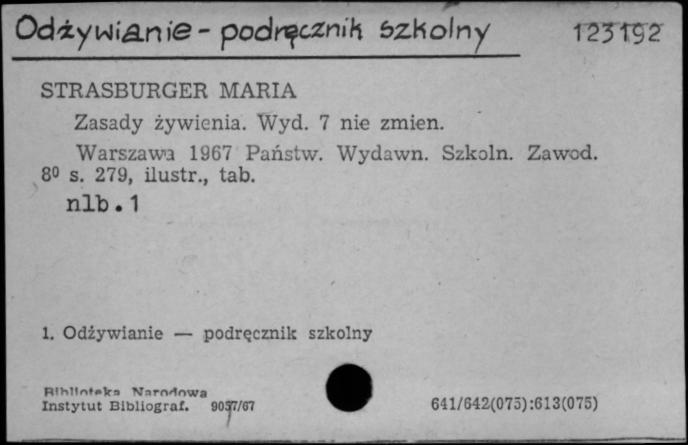 Odżywianie - podręcznik szkolny 123192
STRASBURGER MARIA
Zasady żywienia. Wyd. 7 nie zmien.
Warszawa 1967 Państw. Wydawn. Szkoln. Zawod.
8⁰ s. 279, ilustr., tab.
nlb.1
1. Odżywianie — podręcznik szkolny
Biblioteka Narodowa
Instytut Bibliograf. 9057/67 641/642(075):613(075)